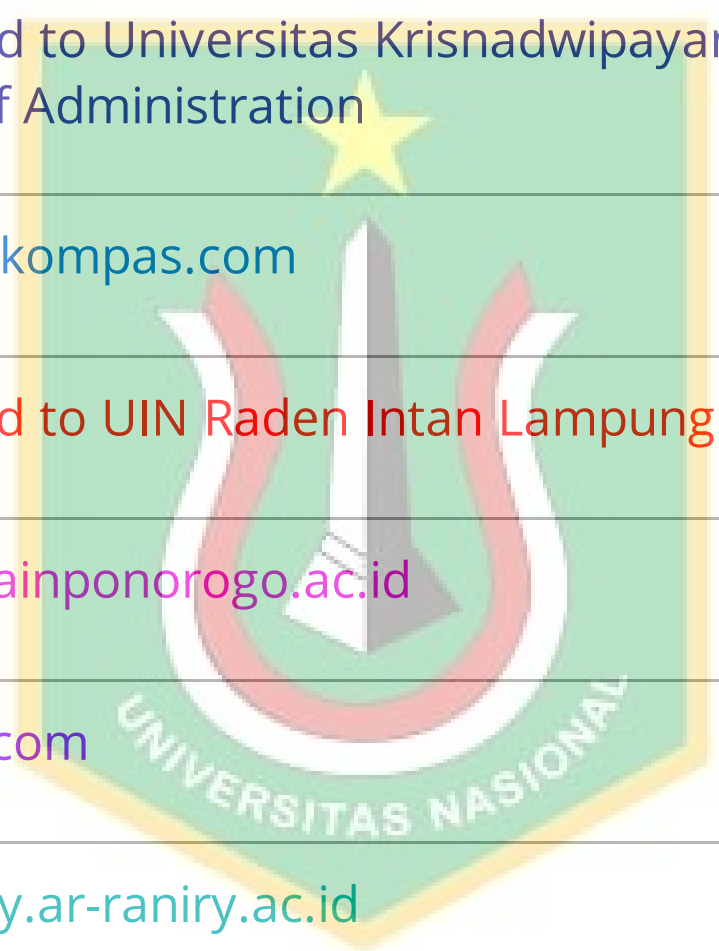 d to Universitas Krisnadwipayan
f Administration
kompas.com
d to UIN Raden Intan Lampung
ainponorogo.ac.id
com
UNIVERSITAS NASIONAL
y.ar-raniry.ac.id